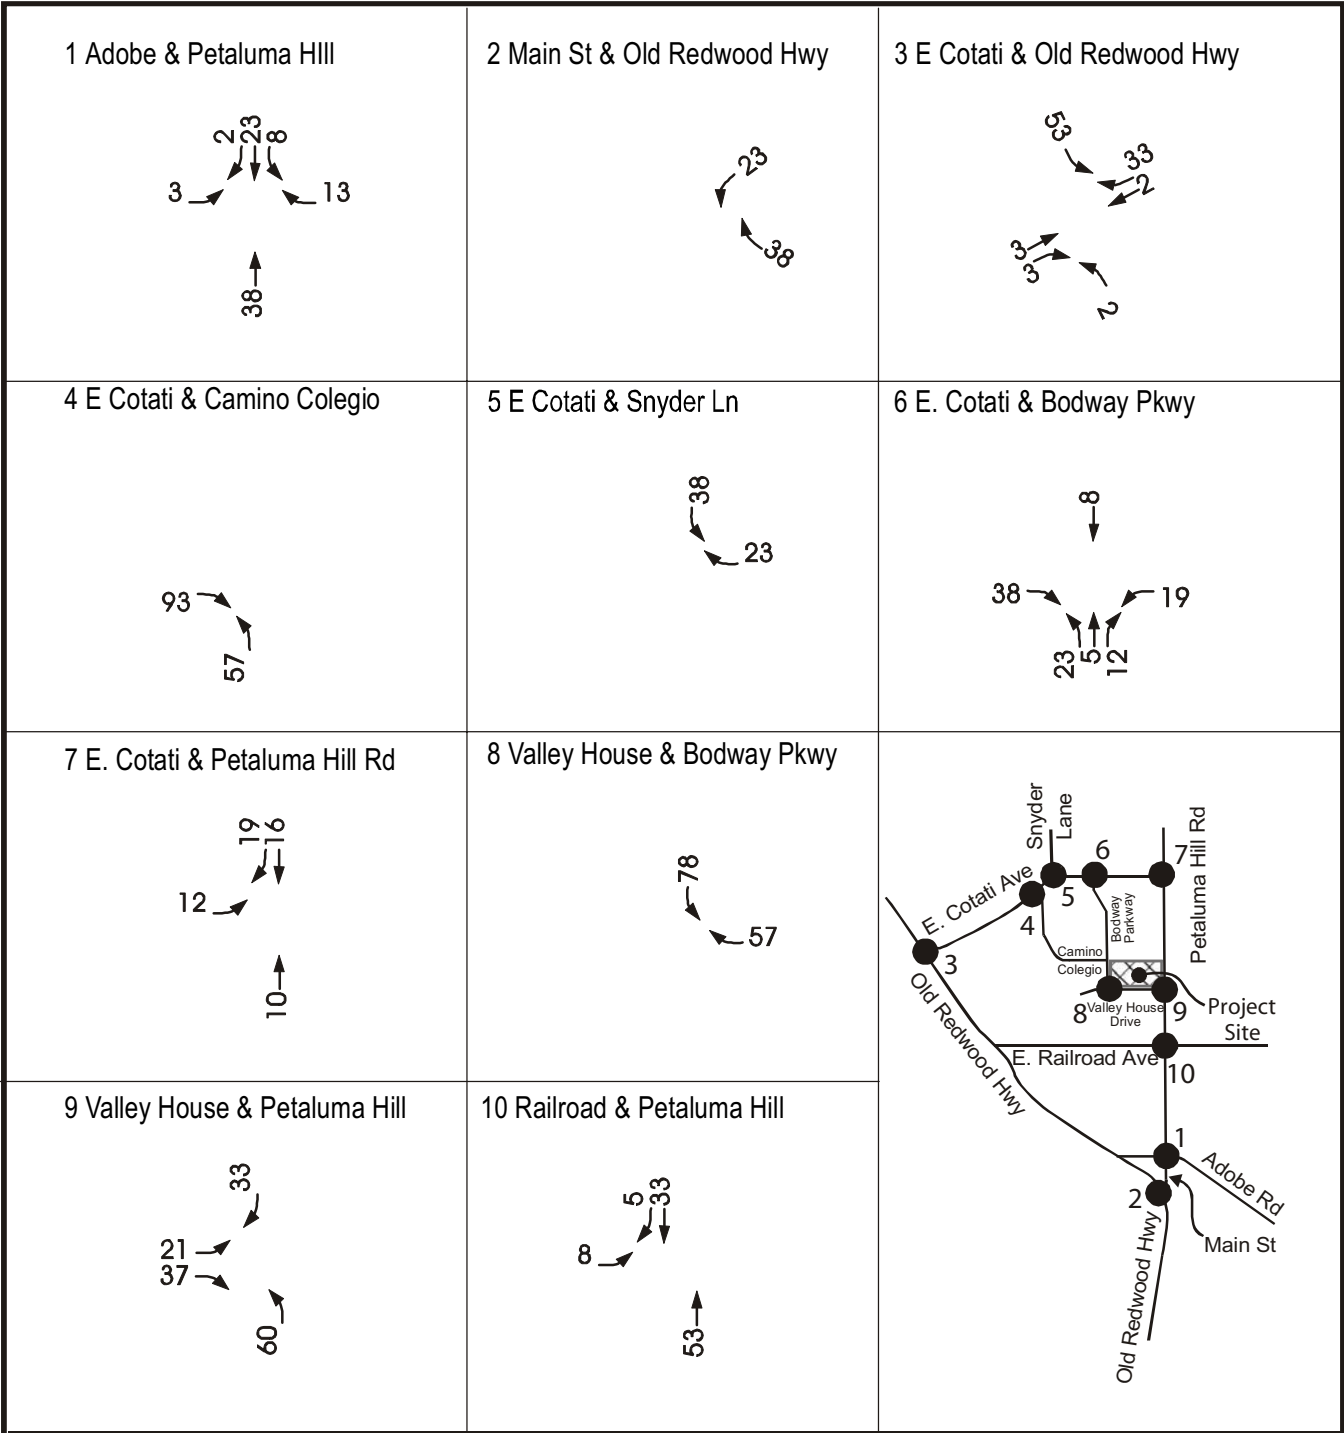 1 Adobe & Petaluma HIll
2
23
8
3
13
38
2 Main St & Old Redwood Hwy
23
38
3 E Cotati & Old Redwood Hwy
53
33
2
3
3
2
4 E Cotati & Camino Colegio
93
57
5 E Cotati & Snyder Ln
38
23
6 E. Cotati & Bodway Pkwy
8
38
19
23
5
12
7 E. Cotati & Petaluma Hill Rd
19
16
12
10
8 Valley House & Bodway Pkwy
78
57
9 Valley House & Petaluma Hill
33
21
37
60
10 Railroad & Petaluma Hill
5
33
8
53
Snyder
Lane
6
7
Petaluma Hill Rd
E. Cotati Ave
5
4
Bodway
Parkway
3
Camino
Colegio
Old Redwood Hwy
8
Valley House
Drive
9
Project
Site
E. Railroad Ave
10
1
Adobe Rd
2
Main St
Old Redwood Hwy